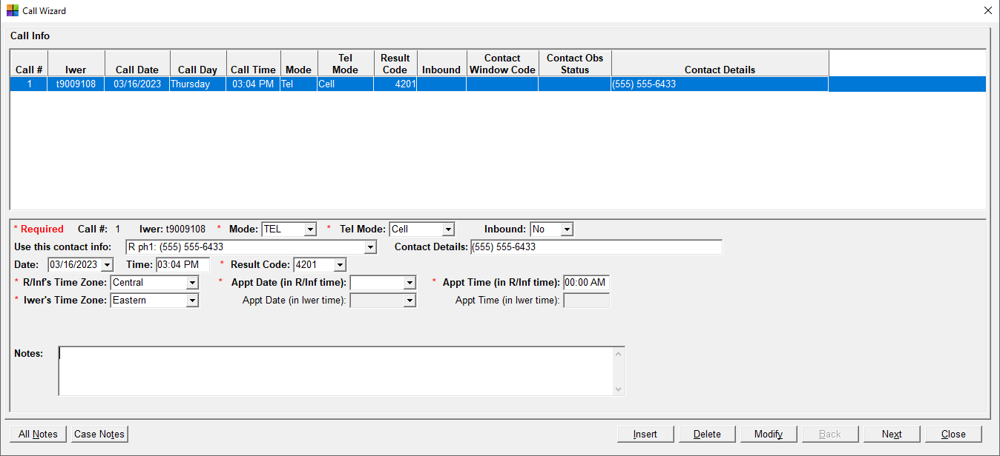 Call Wizard
Call Info
Call # Iwer Call Date Call Day Call Time Mode Tel Mode Result Code Inbound Contact Window Code Contact Obs Status Contact Details
1 t9009108 03/16/2023 Thursday 03:04 PM Tel Cell 4201 (555) 555-6433
* Required Call #: 1 Iwer: t9009108 * Mode: TEL * Tel Mode: Cell Inbound: No
Use this contact info: R ph1: (555) 555-6433 Contact Details: (555) 555-6433
Date: 03/16/2023 Time: 03:04 PM * Result Code: 4201
* R/Inf's Time Zone: Central * Appt Date (in R/Inf time): * Appt Time (in R/Inf time): 00:00 AM
* Iwer's Time Zone: Eastern Appt Date (in Iwer time): Appt Time (in Iwer time):
Notes:
All Notes Case Notes Insert Delete Modify Back Next Close